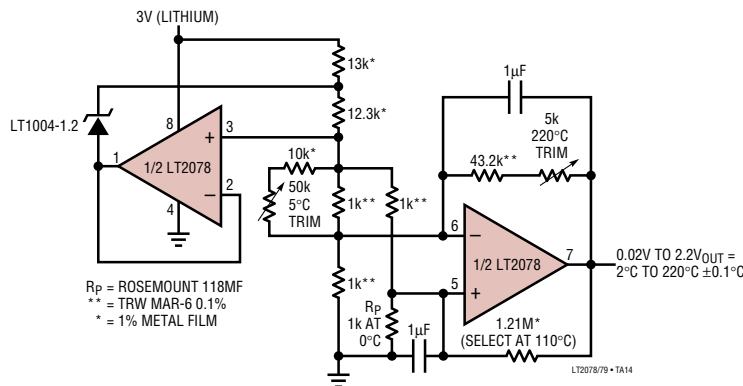 3V (LITHIUM)
13k*
12.3k*
LT1004-1.2
8
3
+
1
1/2 LT2078
2
–
4
10k*
50k
5°C
TRIM
1k**
1k**
1k**
RP = ROSEMOUNT 118MF
** = TRW MAR-6 0.1%
* = 1% METAL FILM
RP
1k AT
0°C
1µF
1µF
5k
220°C
TRIM
43.2k**
6
–
7
1/2 LT2078
5
+
0.02V TO 2.2VOUT =
2°C TO 220°C ±0.1°C
1.21M*
(SELECT AT 110°C)
LT2078/79 • TA14